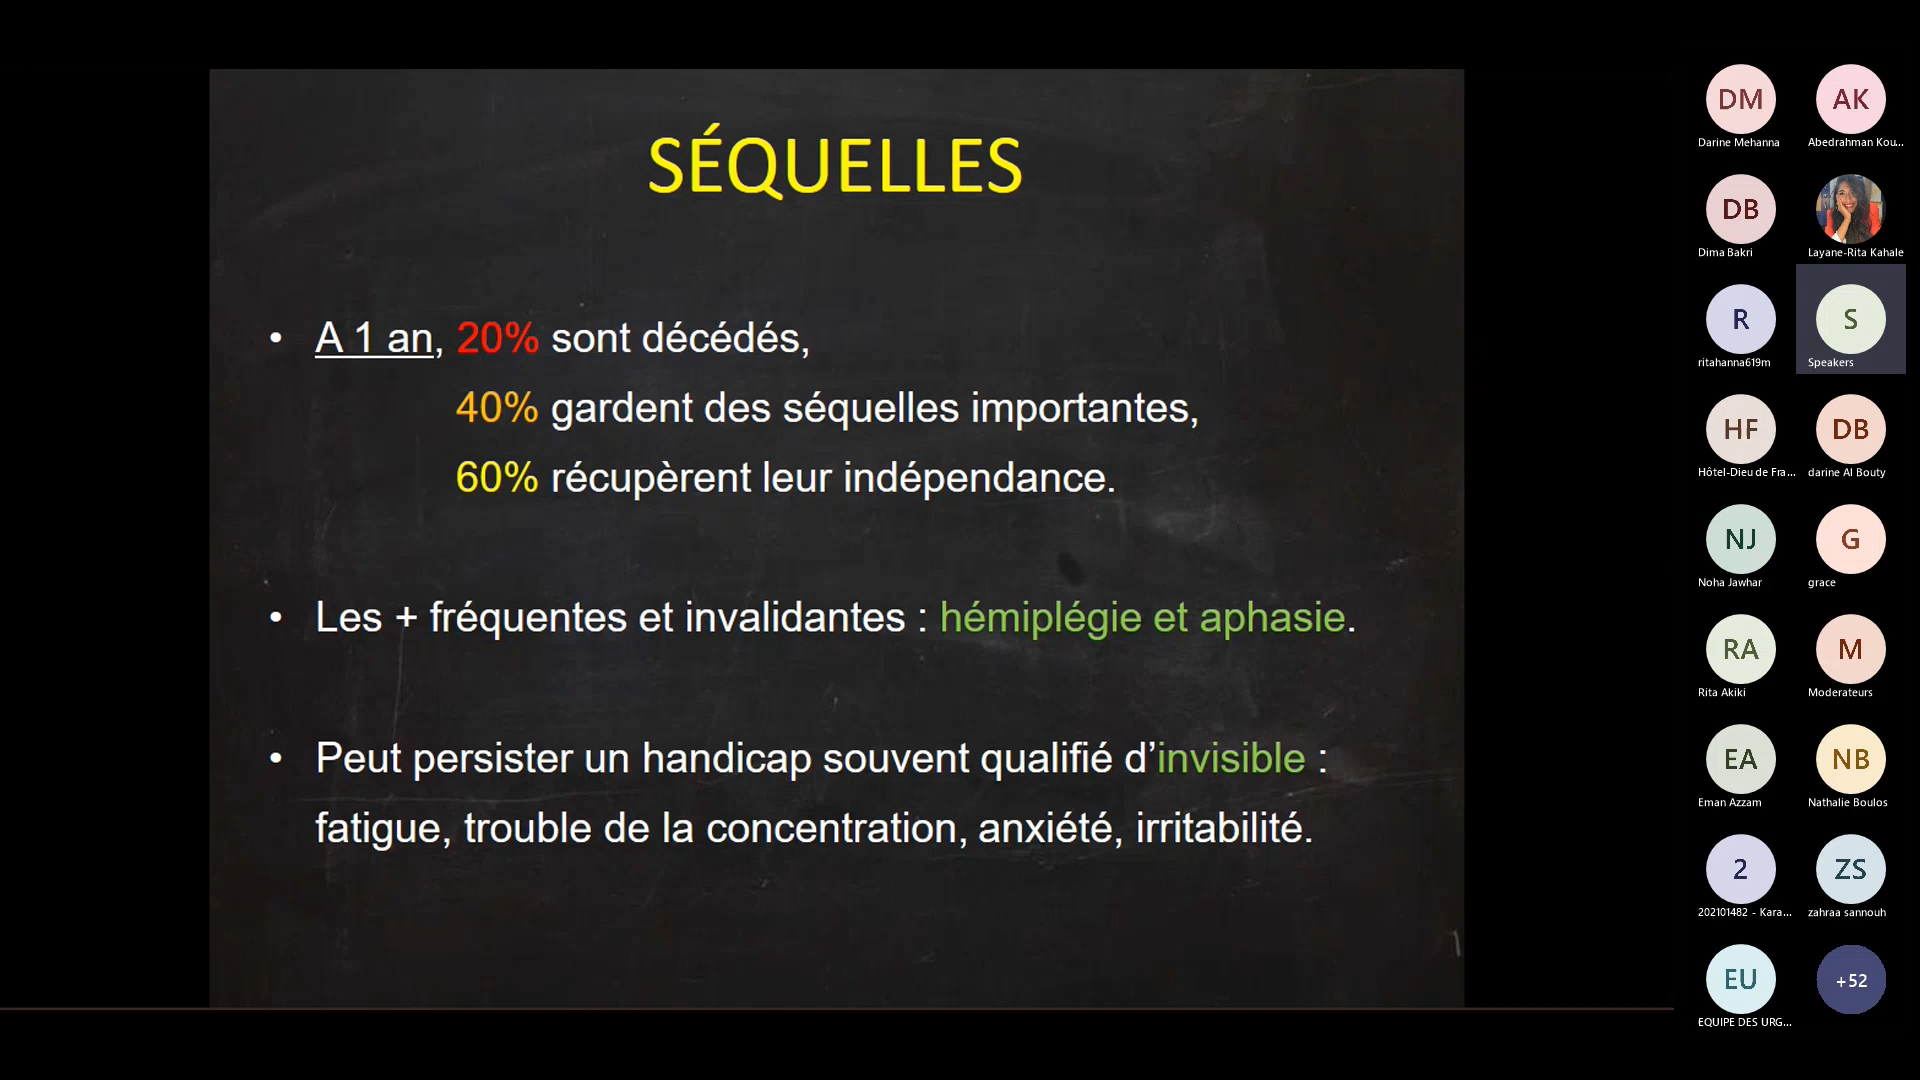 SÉQUELLES
• A 1 an, 20% sont décédés,
40% gardent des séquelles importantes,
60% récupèrent leur indépendance.
• Les + fréquentes et invalidantes : hémiplégie et aphasie.
• Peut persister un handicap souvent qualifié d’invisible :
fatigue, trouble de la concentration, anxiété, irritabilité.
DM
Darine Mehanna
AK
Abedrahman Kou...
DB
Dima Bakri
Layane-Rita Kahale
R
ritahanna619m
S
Speakers
HF
Hôtel-Dieu de Fra...
DB
darine Al Bouty
NJ
Noha Jawhar
G
grace
RA
Rita Akiki
M
Moderateurs
EA
Eman Azzam
NB
Nathalie Boulos
2
202101482 - Kara...
ZS
zahraa sannouh
EU
EQUIPE DES URG...
+52